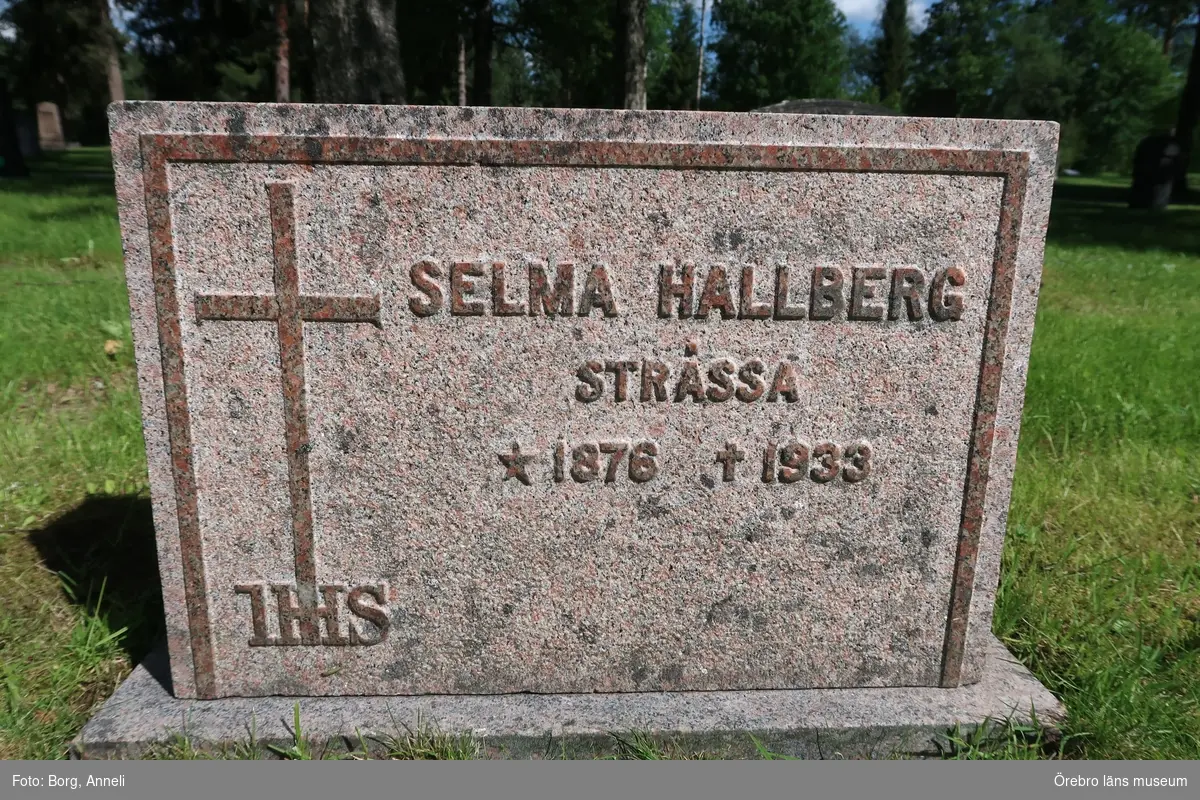 SELMA HALLBERG
STRÅSSA
★ 1876 ✝ 1933
IHS
Foto: Borg, Anneli
Örebro läns museum